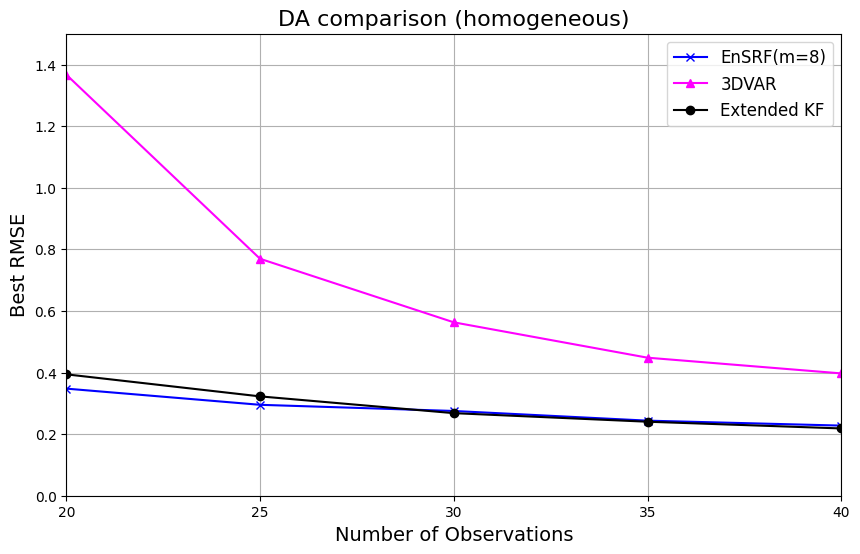 DA comparison (homogeneous)
EnSRF(m=8)
3DVAR
Extended KF
Best RMSE
1.4
1.2
1.0
0.8
0.6
0.4
0.2
0.0
20
25
30
35
40
Number of Observations